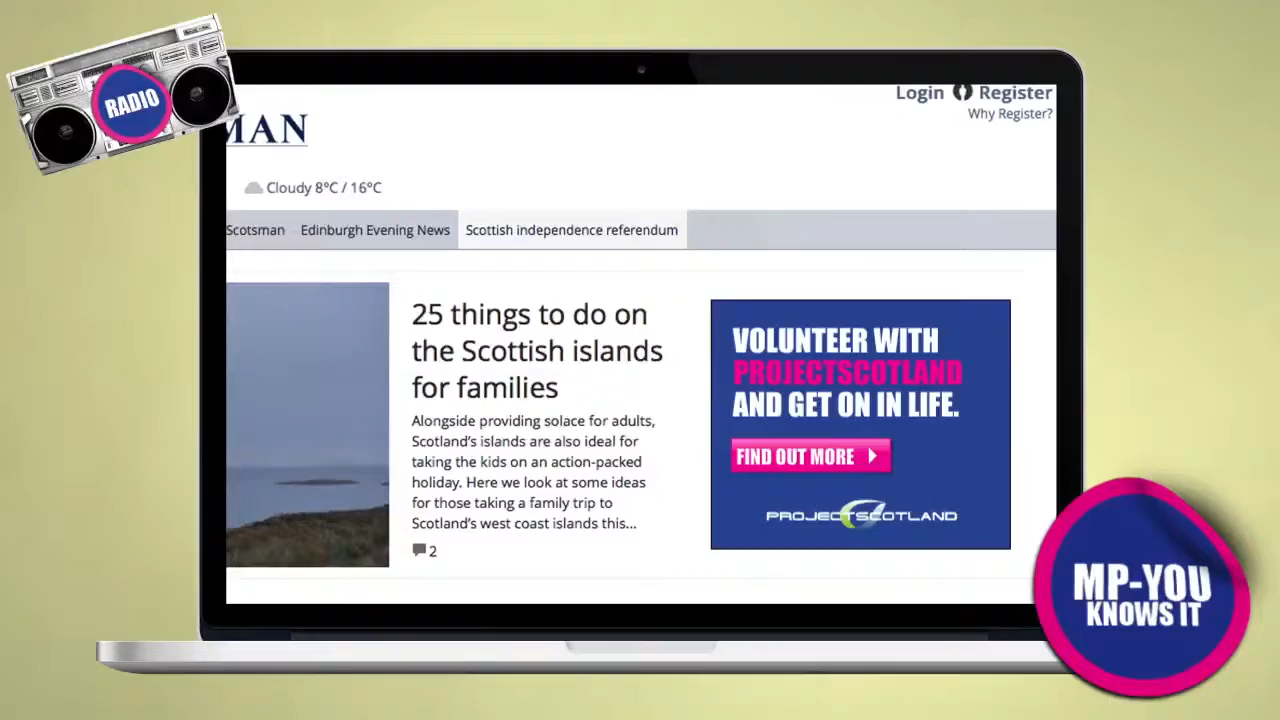 RADIO
MAN
Login Register
Why Register?
Cloudy 8°C / 16°C
Scotsman Edinburgh Evening News Scottish independence referendum
25 things to do on
the Scottish islands
for families
Alongside providing solace for adults,
Scotland's islands are also ideal for
taking the kids on an action-packed
holiday. Here we look at some ideas
for those taking a family trip to
Scotland's west coast islands this...
2
VOLUNTEER WITH
PROJECTSCOTLAND
AND GET ON IN LIFE.
FIND OUT MORE
PROJECTSCOTLAND
MP-YOU
KNOWS IT